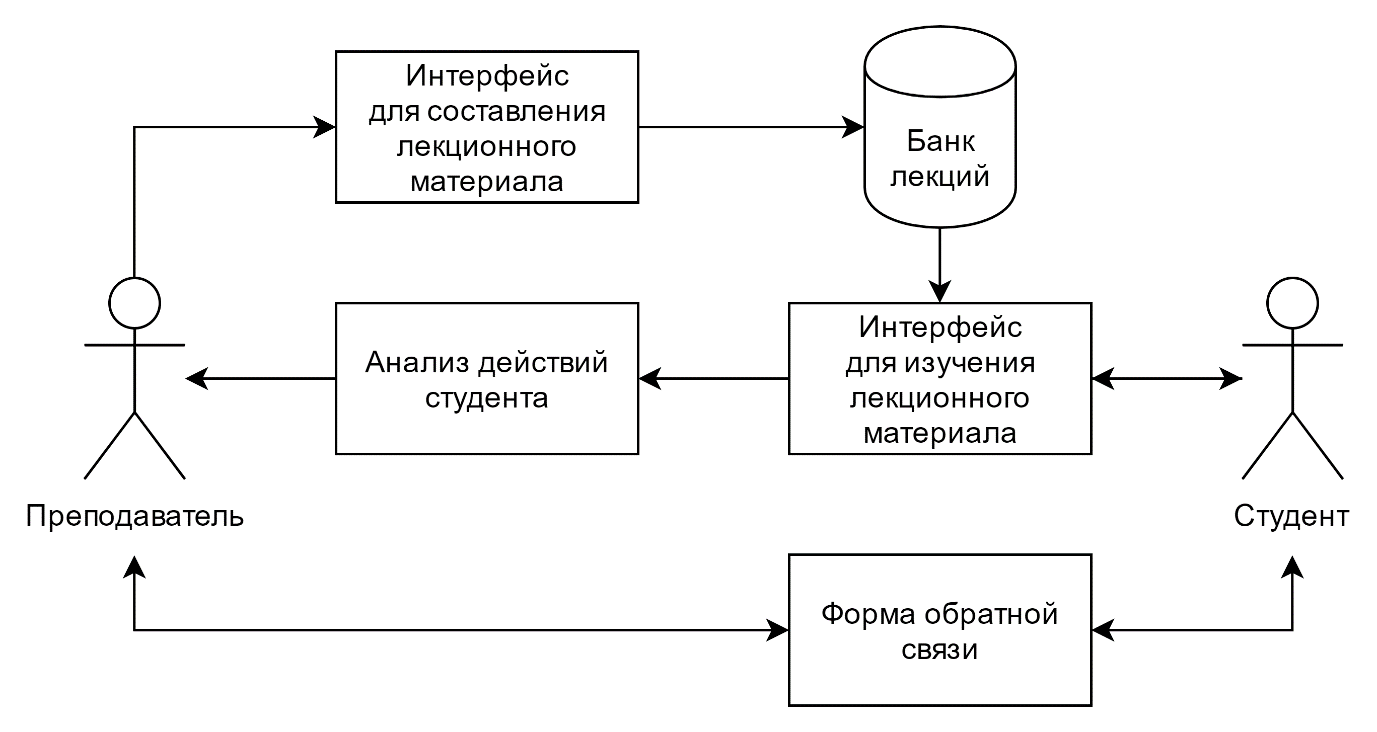 Интерфейс
для составления
лекционного
материала
Банк
лекций
Анализ действий
студента
Интерфейс
для изучения
лекционного
материала
Преподаватель
Студент
Форма обратной
связи